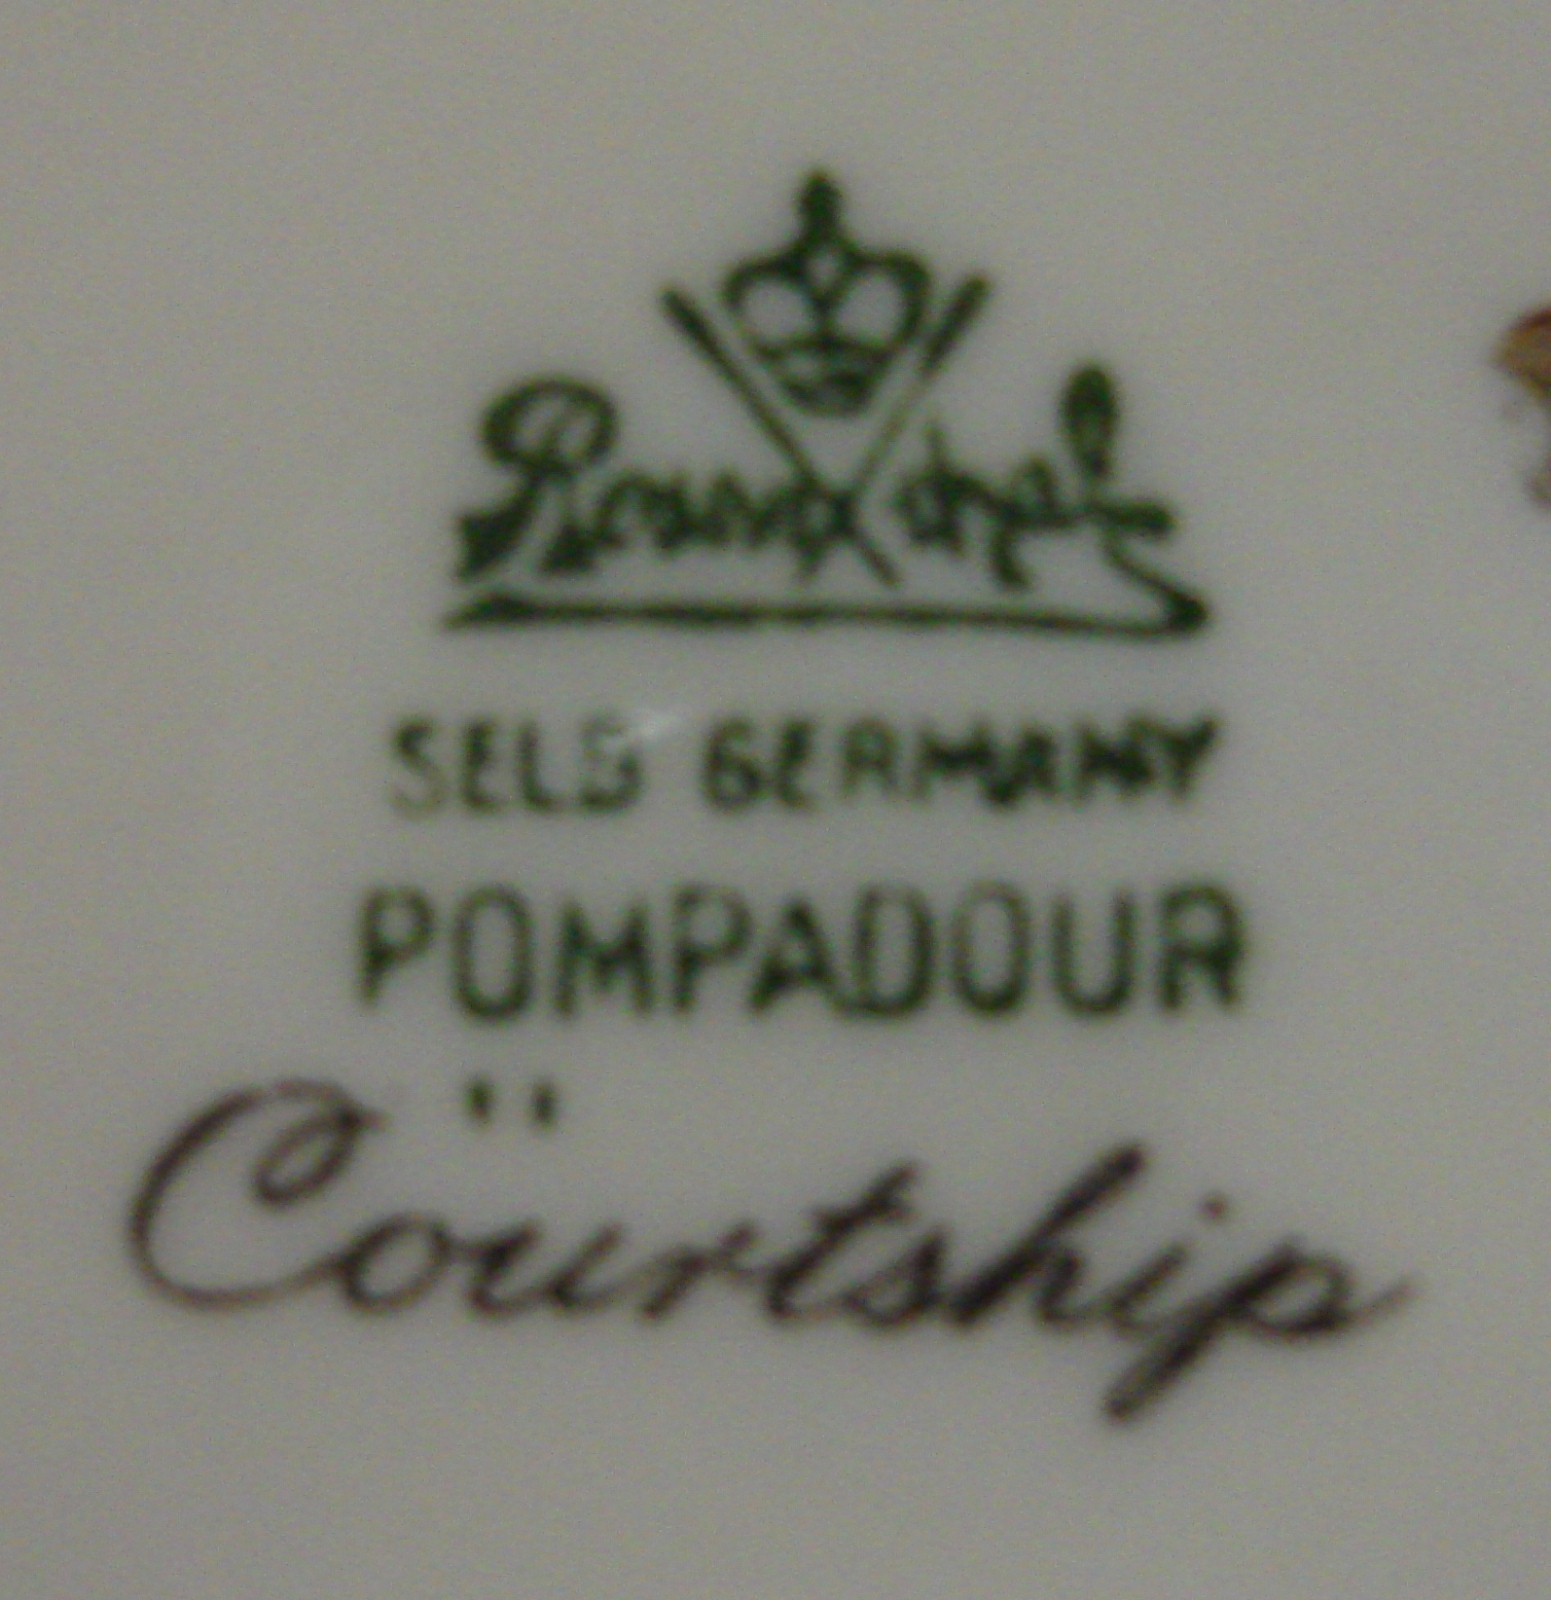 Rosenthal
SELB GERMANY
POMPADOUR
Courtship